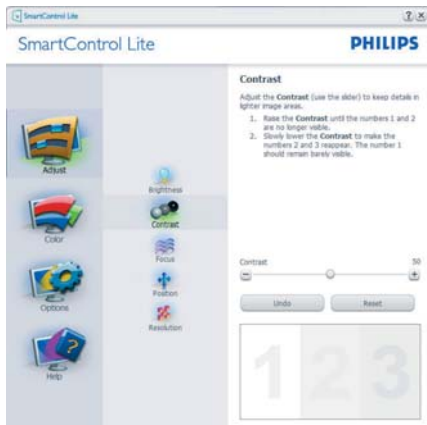 SmartControl Lite
SmartControl Lite
PHILIPS
Adjust
Color
Options
Help
Brightness
Contrast
Focus
Position
Resolution
Contrast
Adjust the Contrast (use the slider) to keep details in
lighter image areas.
1. Raise the Contrast until the numbers 1 and 2
are no longer visible.
2. Slowly lower the Contrast to make the
numbers 2 and 3 reappear. The number 1
should remain barely visible.
Contrast 50
Undo Reset
1 2 3